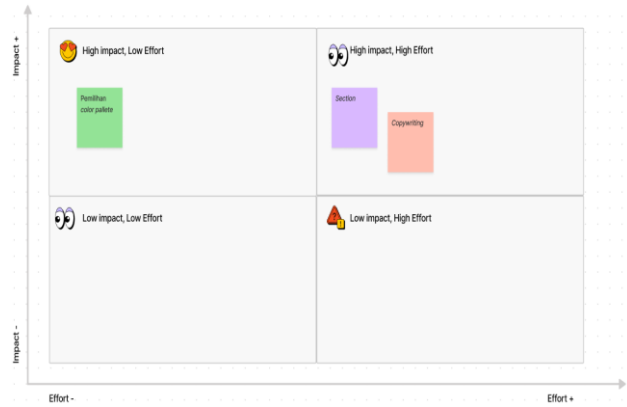 Impact +
High impact, Low Effort
High impact, High Effort
Pemilihan
color pallete
Section
Copywriting
Low impact, Low Effort
Low impact, High Effort
Impact -
Effort -
Effort +